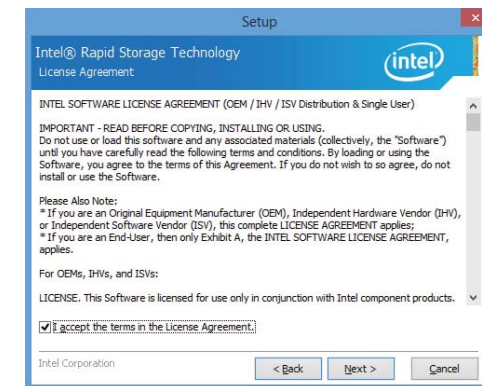 Setup
Intel® Rapid Storage Technology
License Agreement
intel
INTEL SOFTWARE LICENSE AGREEMENT (OEM / IHV / ISV Distribution & Single User)
IMPORTANT - READ BEFORE COPYING, INSTALLING OR USING.
Do not use or load this software and any associated materials (collectively, the "Software")
until you have carefully read the following terms and conditions. By loading or using the
Software, you agree to the terms of this Agreement. If you do not wish to so agree, do not
install or use the Software.
Please Also Note:
* If you are an Original Equipment Manufacturer (OEM), Independent Hardware Vendor (IHV),
or Independent Software Vendor (ISV), this complete LICENSE AGREEMENT applies;
* If you are an End-User, then only Exhibit A, the INTEL SOFTWARE LICENSE AGREEMENT,
applies.
For OEMs, IHVs, and ISVs:
LICENSE. This Software is licensed for use only in conjunction with Intel component products.
I accept the terms in the License Agreement.
Intel Corporation
< Back
Next >
Cancel